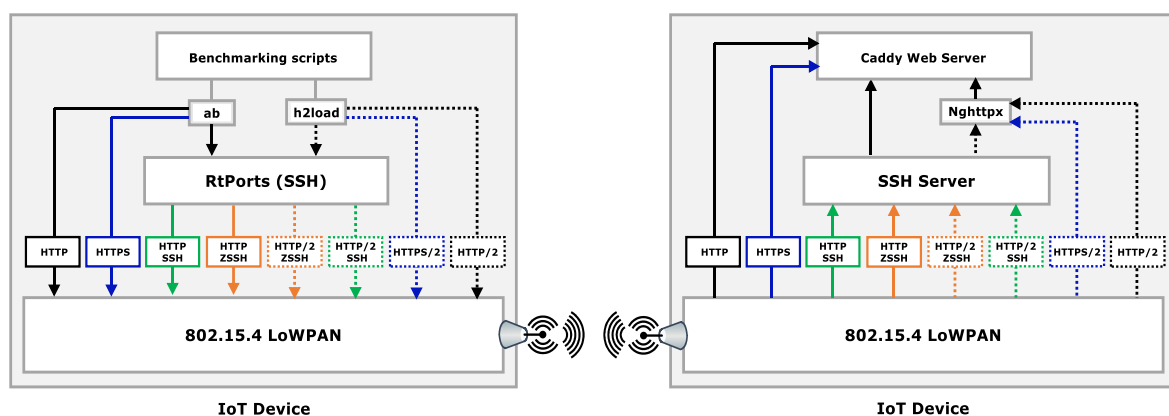 Benchmarking scripts
ab
h2load
RtPorts (SSH)
HTTP
HTTPS
HTTP
SSH
HTTP
ZSSH
HTTP/2
ZSSH
HTTP/2
SSH
HTTPS/2
HTTP/2
802.15.4 LoWPAN
IoT Device
Caddy Web Server
Nghttpx
SSH Server
HTTP
HTTPS
HTTP
SSH
HTTP
ZSSH
HTTP/2
ZSSH
HTTP/2
SSH
HTTPS/2
HTTP/2
802.15.4 LoWPAN
IoT Device